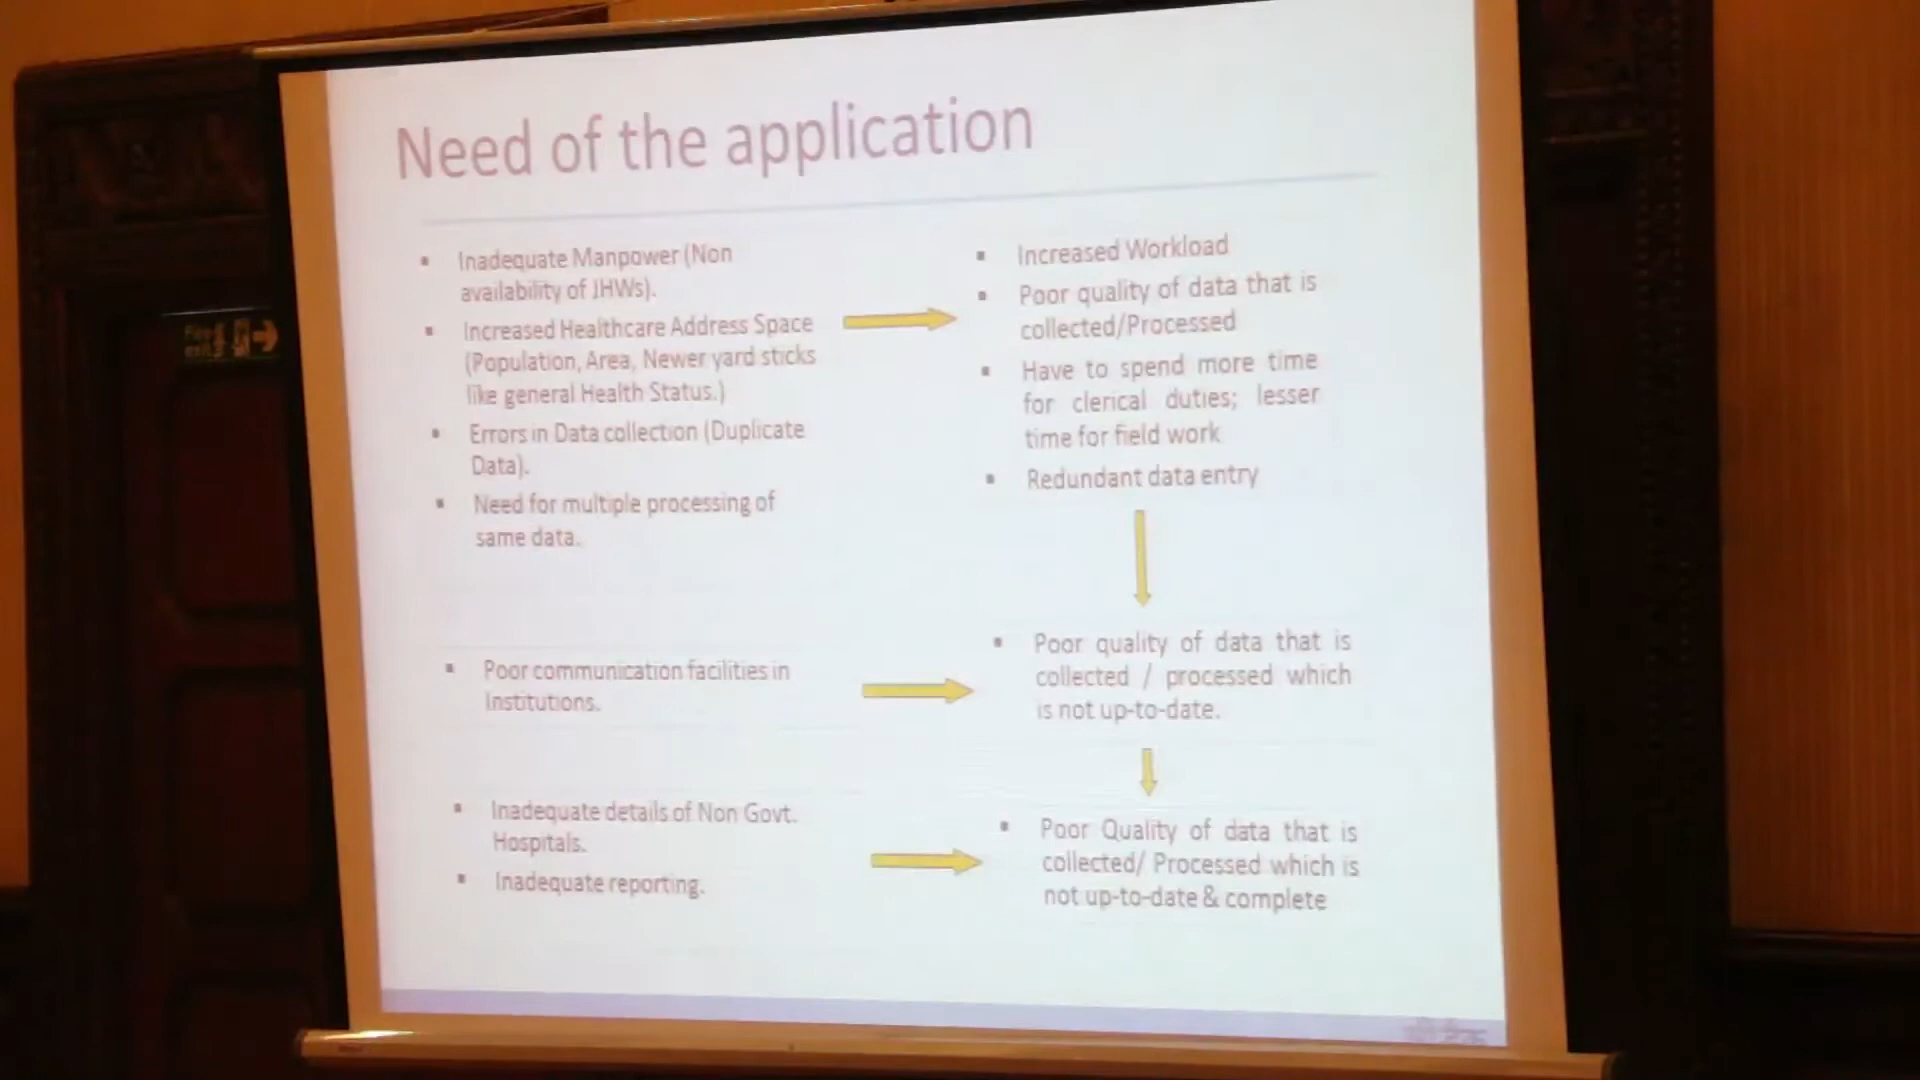 Need of the application
▪ Inadequate Manpower (Non
availability of JHWs).
▪ Increased Healthcare Address Space
(Population, Area, Newer yard sticks
like general Health Status.)
▪ Errors in Data collection (Duplicate
Data).
▪ Need for multiple processing of
same data.
▪ Increased Workload
▪ Poor quality of data that is
collected/Processed
▪ Have to spend more time
for clerical duties; lesser
time for field work
▪ Redundant data entry
▪ Poor communication facilities in
Institutions.
▪ Poor quality of data that is
collected / processed which
is not up-to-date.
▪ Inadequate details of Non Govt.
Hospitals.
▪ Inadequate reporting.
▪ Poor Quality of data that is
collected/ Processed which is
not up-to-date & complete